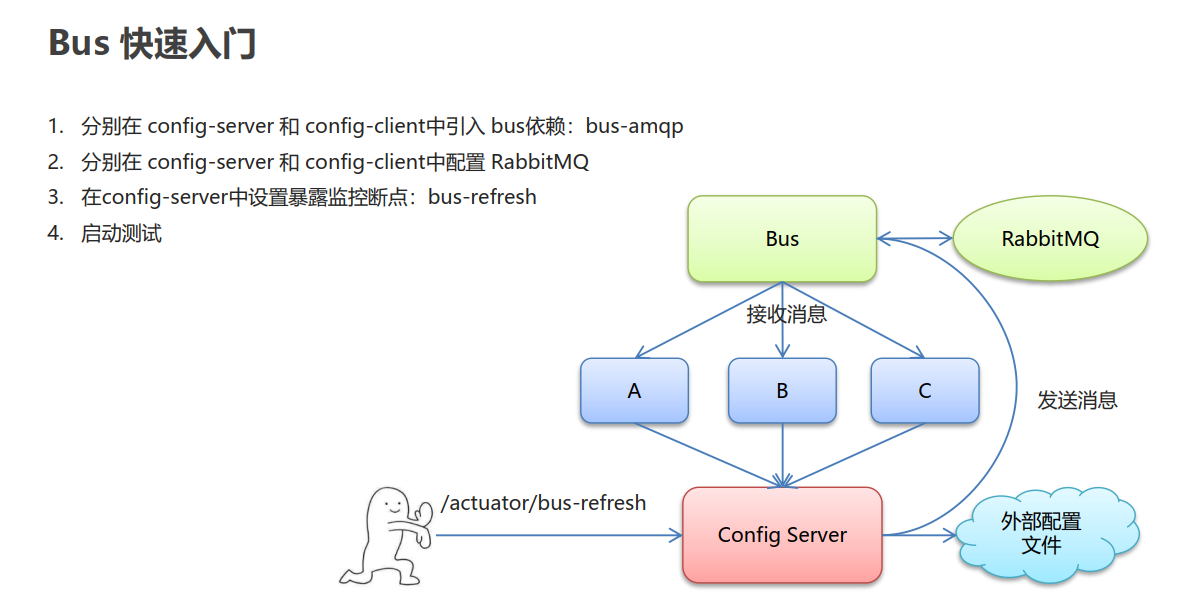 Bus 快速入门
1. 分别在 config-server 和 config-client中引入 bus依赖：bus-amqp
2. 分别在 config-server 和 config-client中配置 RabbitMQ
3. 在config-server中设置暴露监控断点：bus-refresh
4. 启动测试
Bus
RabbitMQ
接收消息
A
B
C
发送消息
/actuator/bus-refresh
Config Server
外部配置
文件